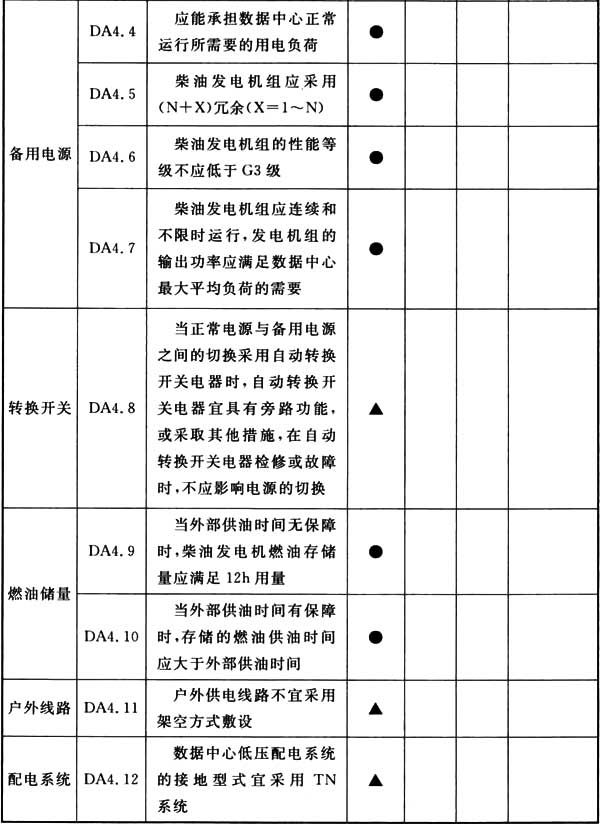 DA4.4
应能承担数据中心正常
运行所需要的用电负荷
●
备用电源
DA4.5
柴油发电机组应采用
(N+X)冗余(X=1～N)
●
DA4.6
柴油发电机组的性能等
级不应低于G3级
●
DA4.7
柴油发电机组应连续和
不限时运行,发电机组的
输出功率应满足数据中心
最大平均负荷的需要
●
转换开关
DA4.8
当正常电源与备用电源
之间的切换采用自动转换
开关电器时,自动转换开
关电器宜具有旁路功能,
或采取其他措施,在自动
转换开关电器检修或故障
时,不应影响电源的切换
▲
燃油储量
DA4.9
当外部供油时间无保障
时,柴油发电机燃油存储
量应满足12h用量
●
DA4.10
当外部供油时间有保障
时,存储的燃油供油时间
应大于外部供油时间
●
户外线路
DA4.11
户外供电线路不宜采用
架空方式敷设
▲
配电系统
DA4.12
数据中心低压配电系统
的接地型式宜采用TN
系统
▲